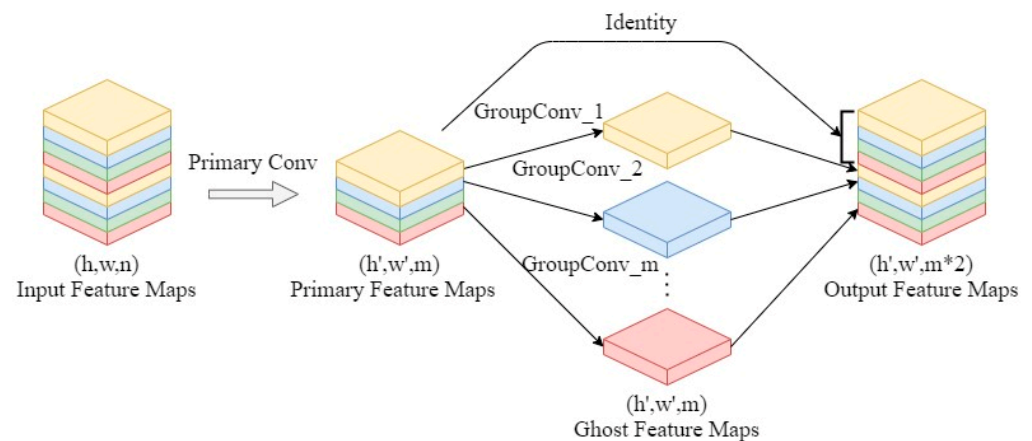 Identity
GroupConv_1
Primary Conv
GroupConv_2
(h,w,n)
Input Feature Maps
(h',w',m)
Primary Feature Maps
GroupConv_m
(h',w',m*2)
Output Feature Maps
(h',w',m)
Ghost Feature Maps